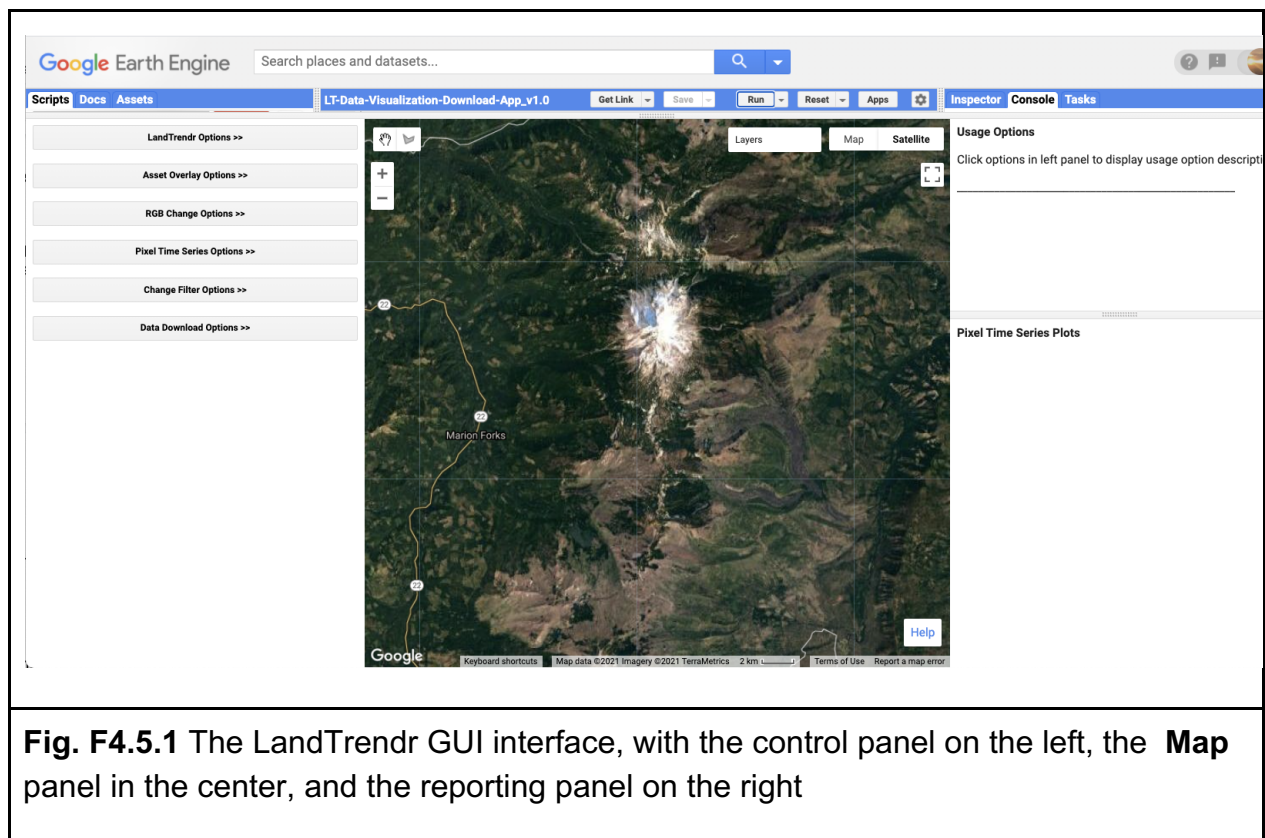 Google Earth Engine
Search places and datasets...
Scripts Docs Assets
LT-Data-Visualization-Download-App_v1.0
Get Link
Save
Run
Reset
Apps
Inspector Console Tasks
LandTrendr Options >>
Asset Overlay Options >>
RGB Change Options >>
Pixel Time Series Options >>
Change Filter Options >>
Data Download Options >>
Layers
Map
Satellite
+
−
22
22
Marion Forks
22
Help
Google
Keyboard shortcuts
Map data ©2021 Imagery ©2021 TerraMetrics
2 km
Terms of Use
Report a map error
Usage Options
Click options in left panel to display usage option descripti
Pixel Time Series Plots
Fig. F4.5.1 The LandTrendr GUI interface, with the control panel on the left, the Map
panel in the center, and the reporting panel on the right